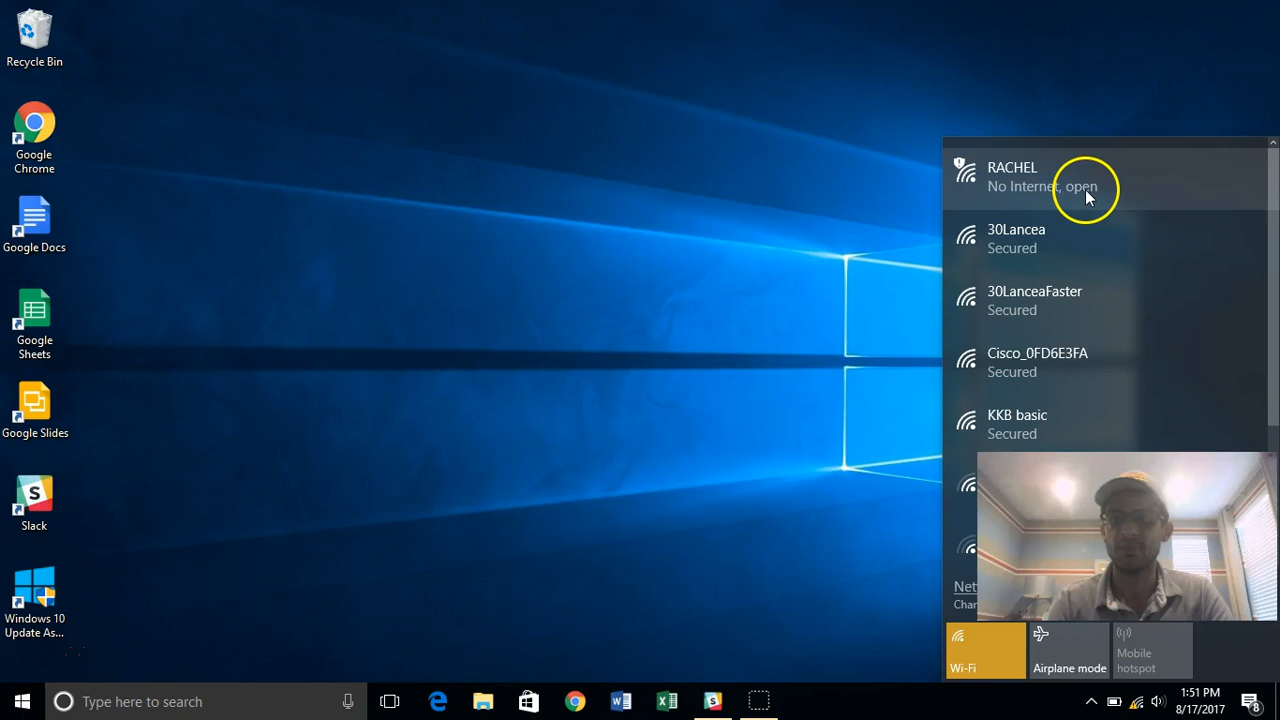 Recycle Bin
Google
Chrome
Google Docs
Google
Sheets
Google Slides
Slack
Windows 10
Update As...
RACHEL
No Internet, open
30Lancea
Secured
30LanceaFaster
Secured
Cisco_0FD6E3FA
Secured
KKB basic
Secured
Net
Char
Wi-Fi
Airplane mode
Mobile
hotspot
Type here to search
1:51 PM
8/17/2017
8